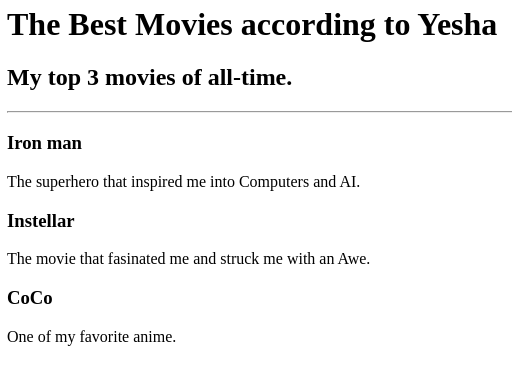 The Best Movies according to Yesha
My top 3 movies of all-time.
Iron man
The superhero that inspired me into Computers and AI.
Instellar
The movie that fasinated me and struck me with an Awe.
CoCo
One of my favorite anime.